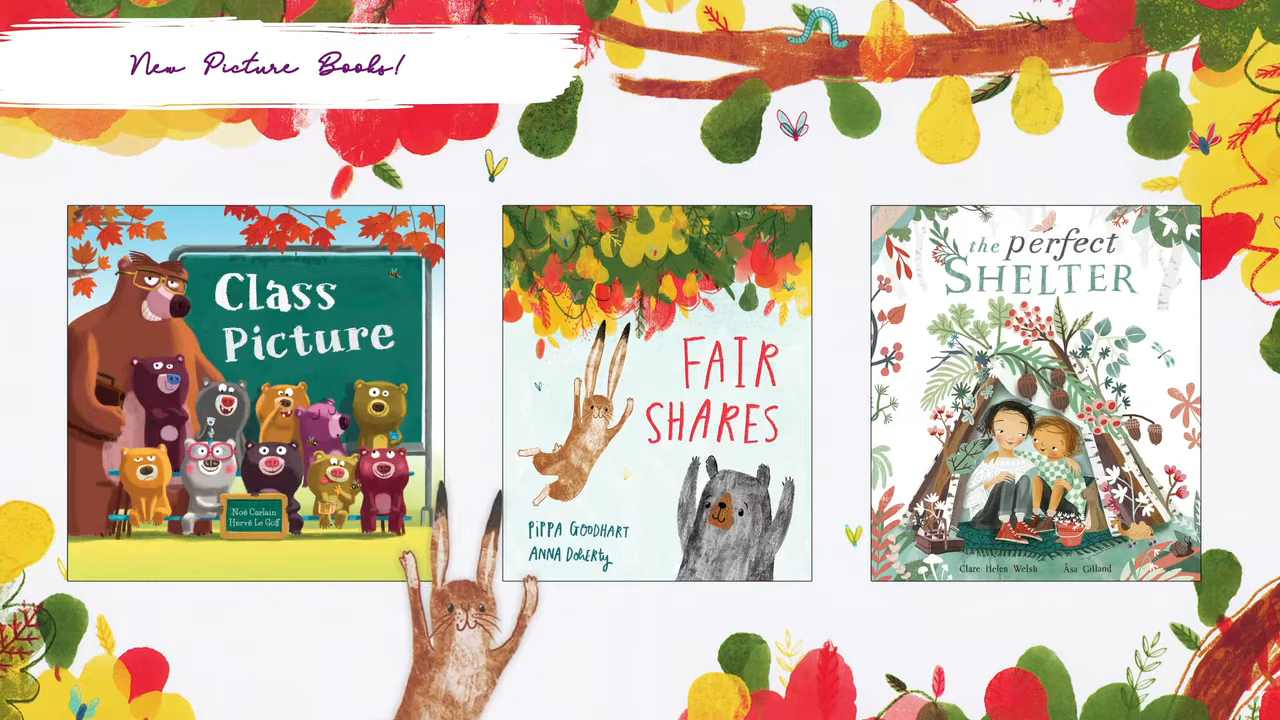 New Picture Books!
Class
Picture
Noé Carlain
Hervé Le Goff
FAIR
SHARES
PIPPA GOODHART
ANNA DOHERTY
the perfect
SHELTER
Clare Helen Welsh Åsa Gilland